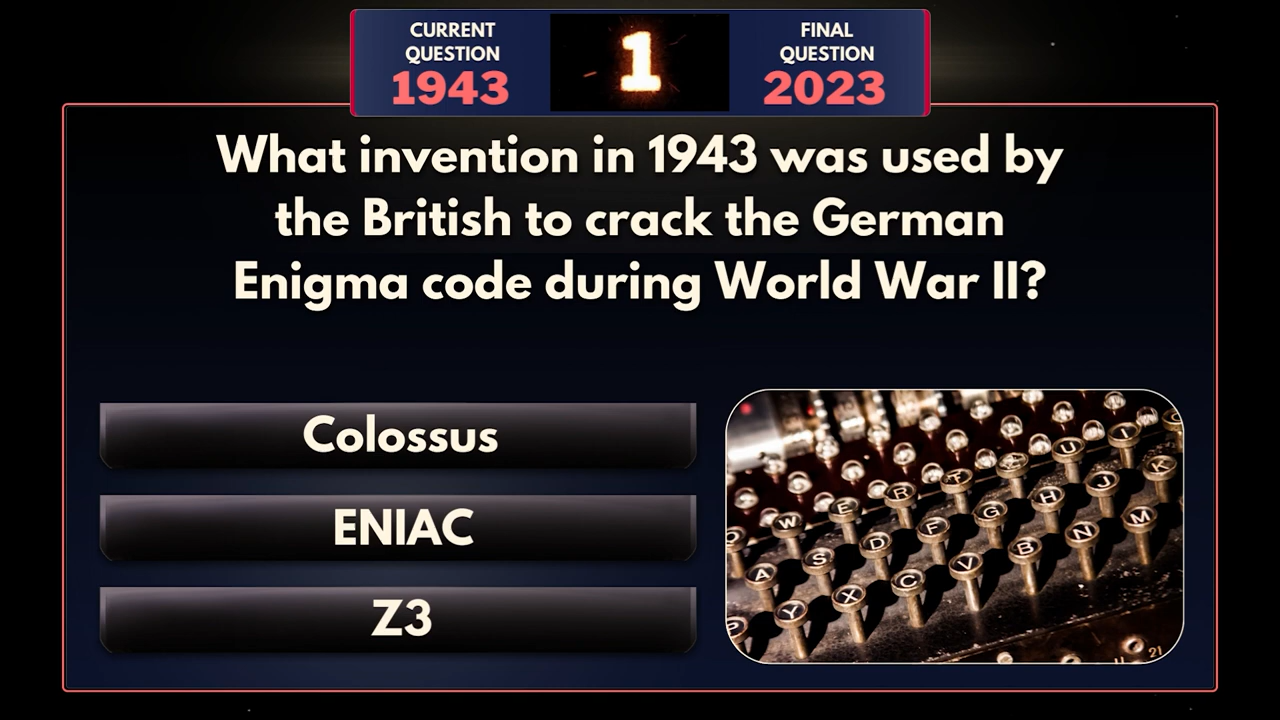 CURRENT
QUESTION
1943
1
FINAL
QUESTION
2023
What invention in 1943 was used by
the British to crack the German
Enigma code during World War II?
Colossus
ENIAC
Z3
W E R T U I
A S D F G H J K
P Y X C V B N M
21